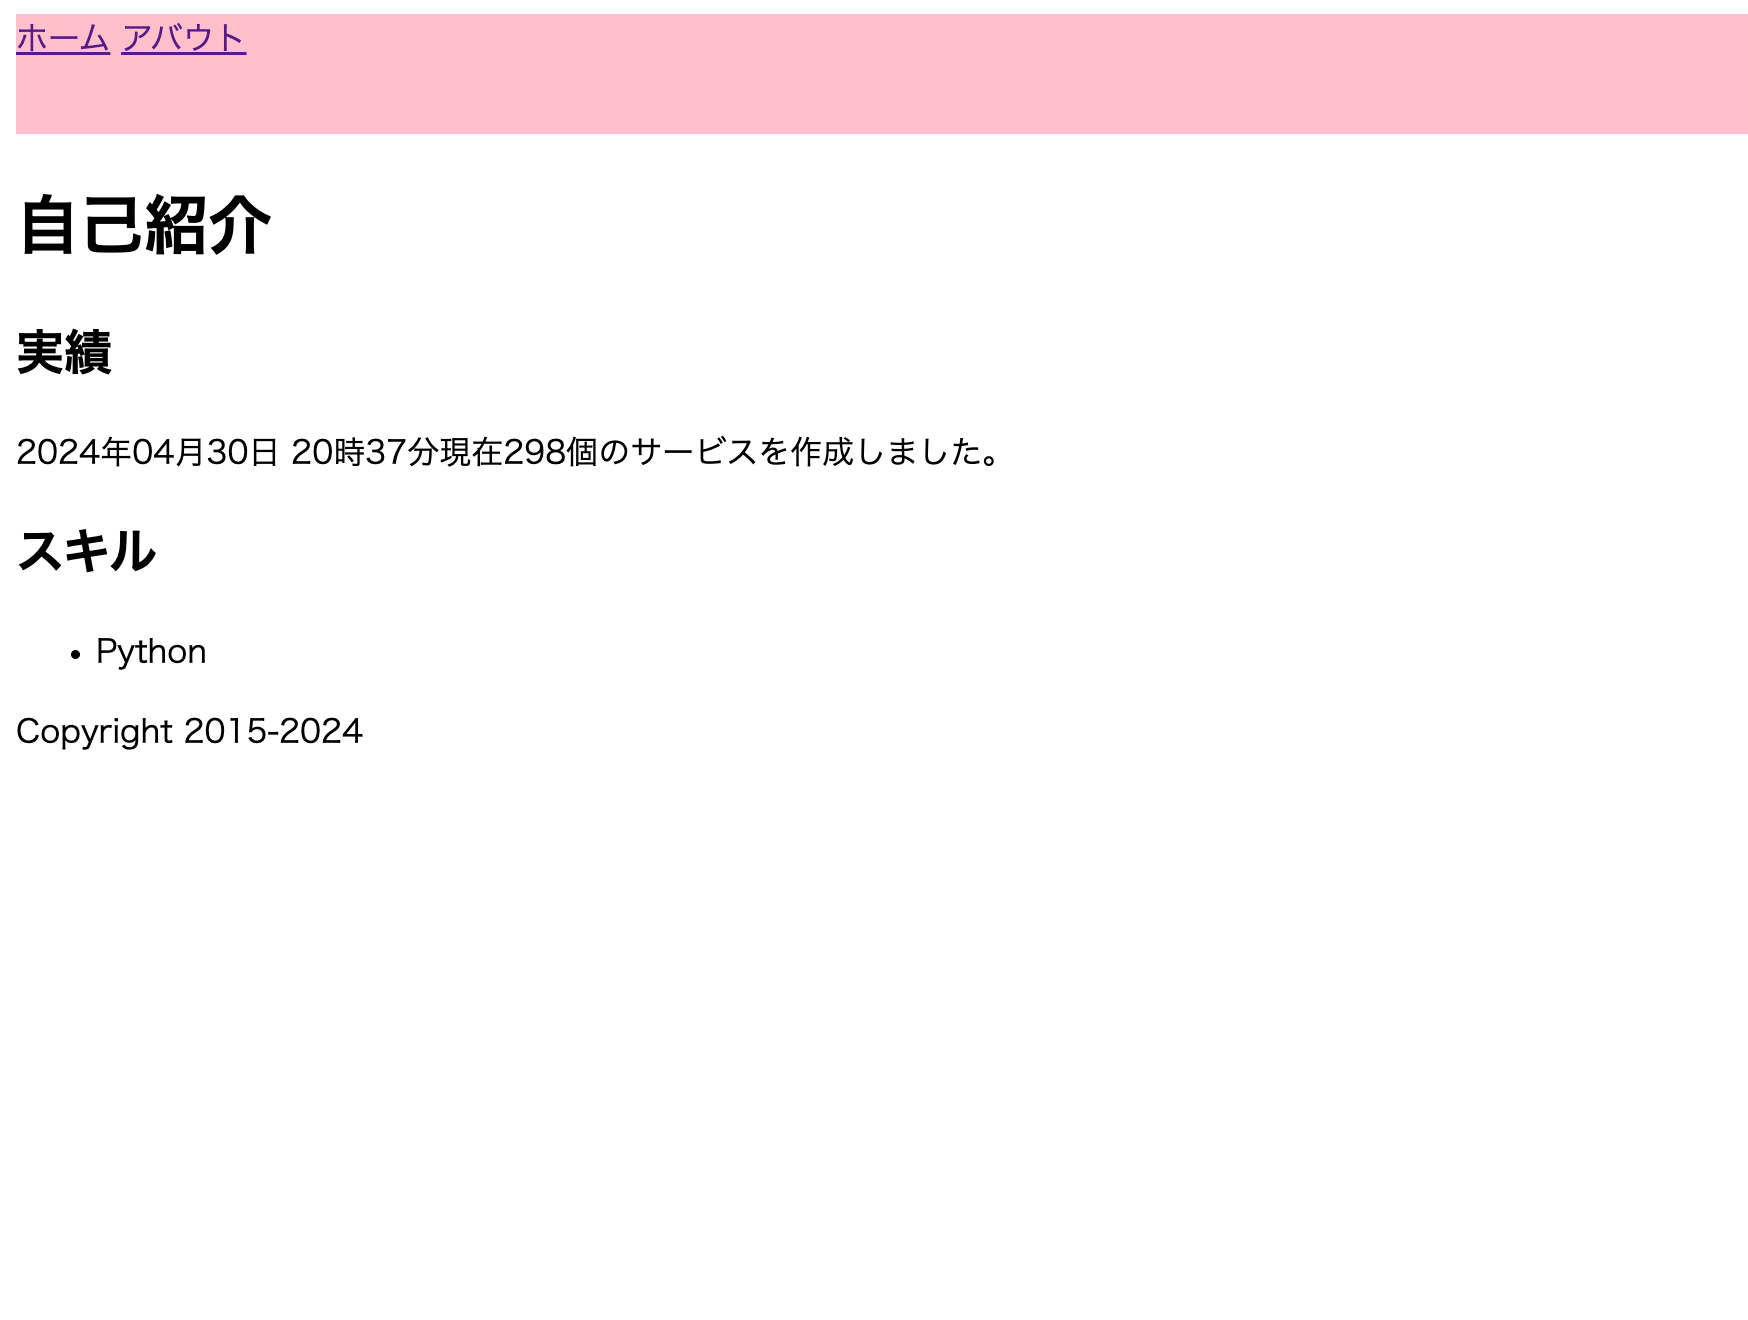 ホーム アバウト
自己紹介
実績
2024年04月30日 20時37分現在298個のサービスを作成しました。
スキル
• Python
Copyright 2015-2024